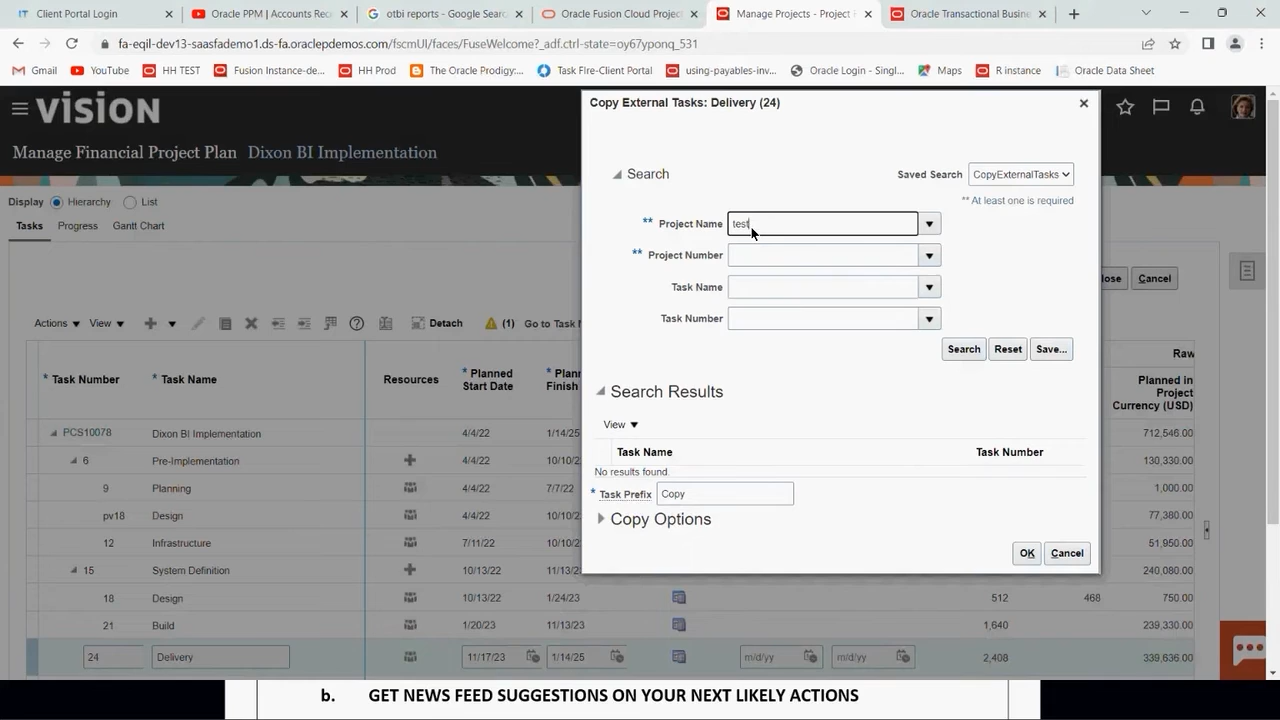 Client Portal Login
Oracle PPM | Accounts Rec
otbi reports - Google Searc
Oracle Fusion Cloud Project
Manage Projects - Project F
Oracle Transactional Busine
fa-eqil-dev13-saasfademo1.ds-fa.oraclepdemos.com/fscmUI/faces/FuseWelcome?_adf.ctrl-state=oy67yponq_531
Gmail YouTube HH TEST Fusion Instance-de... HH Prod The Oracle Prodigy:... Task FIre-Client Portal using-payables-inv... Oracle Login - Singl... Maps R instance Oracle Data Sheet
VISION
Manage Financial Project Plan Dixon BI Implementation
Display Hierarchy List
Tasks Progress Gantt Chart
Close Cancel
Actions View Detach (1) Go to Task
* Task Number * Task Name Resources * Planned Start Date
Raw
Planned in Project Currency (USD)
PCS10078 Dixon BI Implementation 4/4/22 1/14/25 712,546.00
6 Pre-Implementation 4/4/22 10/10/2 130,330.00
9 Planning 4/4/22 7/7/22 1,000.00
pv18 Design 4/4/22 10/10/2 77,380.00
12 Infrastructure 7/11/22 10/10/2 51,950.00
15 System Definition 10/13/22 11/13/2 240,080.00
18 Design 10/13/22 1/24/23 512 468 750.00
21 Build 1/20/23 11/13/23 1,640 239,330.00
24 Delivery 11/17/23 1/14/25 2,408 m/d/yy m/d/yy 339,636.00
Copy External Tasks: Delivery (24)
Search
Saved Search CopyExternalTasks
** At least one is required
** Project Name test
** Project Number
Task Name
Task Number
Search Reset Save...
Search Results
View
Task Name Task Number
No results found.
* Task Prefix Copy
Copy Options
OK Cancel
b. GET NEWS FEED SUGGESTIONS ON YOUR NEXT LIKELY ACTIONS